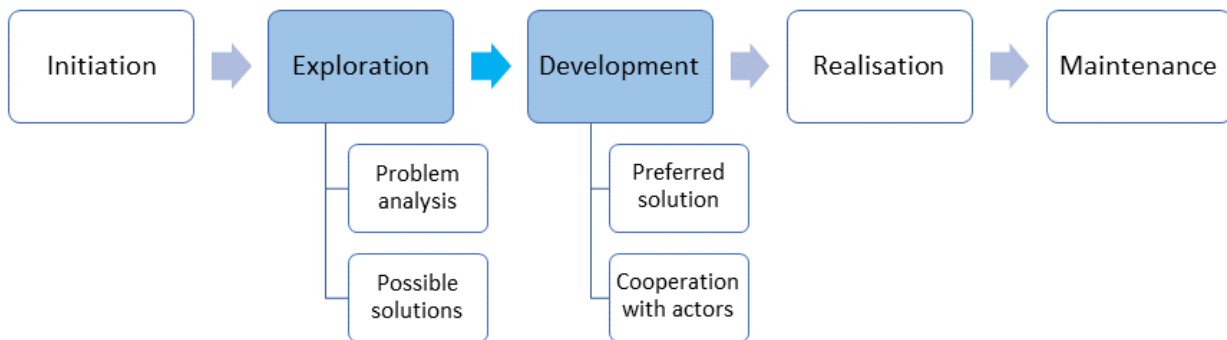 Initiation
Exploration
Development
Realisation
Maintenance
Problem
analysis
Possible
solutions
Preferred
solution
Cooperation
with actors